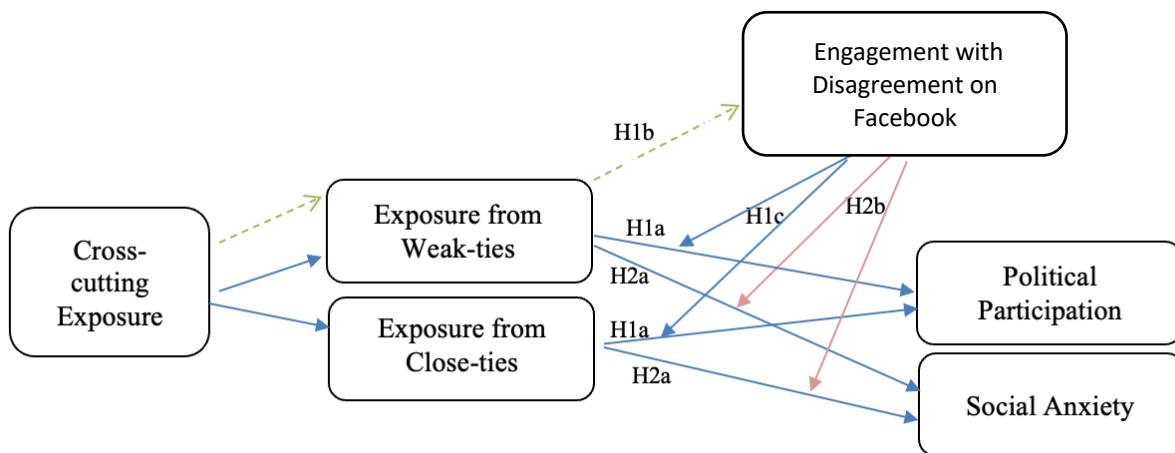 Engagement with
Disagreement on
Facebook
H1b
Exposure from
Weak-ties
H1c
H2b
Cross-
cutting
Exposure
H1a
H2a
Political
Participation
Exposure from
Close-ties
H1a
H2a
Social Anxiety